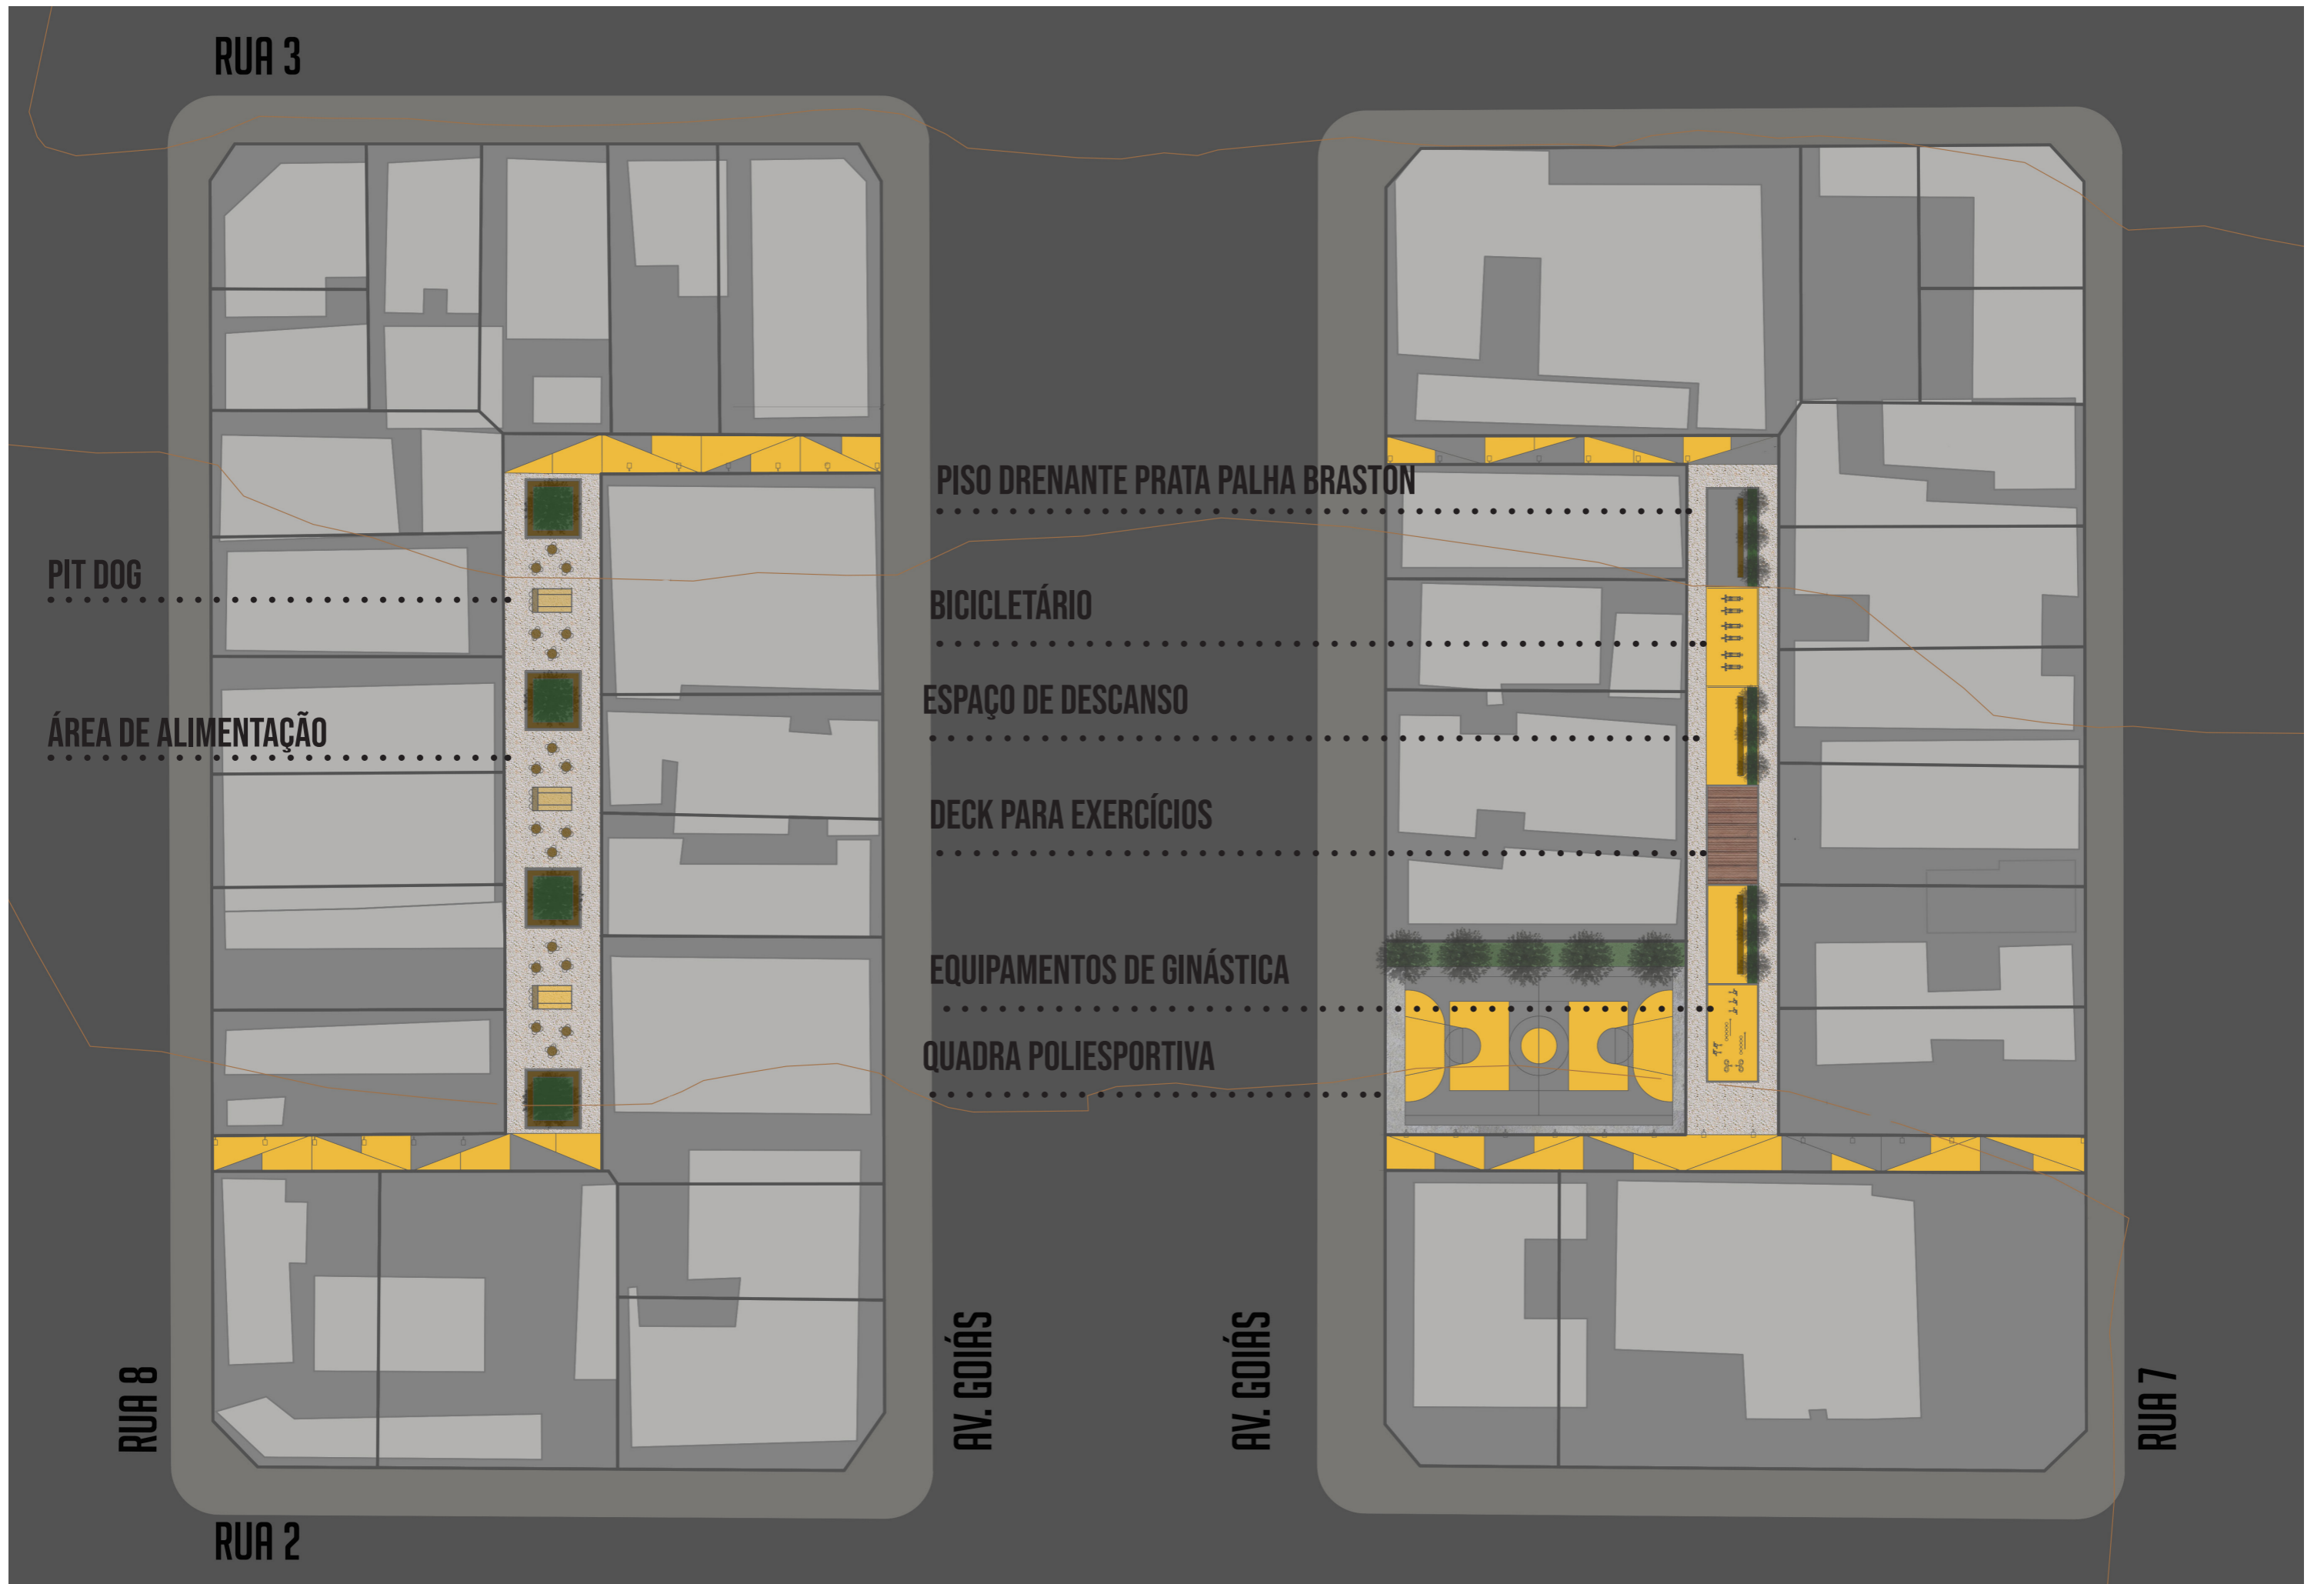 RUA 3
PISO DRENANTE PRATA PALHA BRASTON
PIT DOG
BICICLETÁRIO
ESPAÇO DE DESCANSO
ÁREA DE ALIMENTAÇÃO
DECK PARA EXERCÍCIOS
EQUIPAMENTOS DE GINÁSTICA
QUADRA POLIESPORTIVA
RUA 8
AV. GOIÁS
AV. GOIÁS
RUA 7
RUA 2